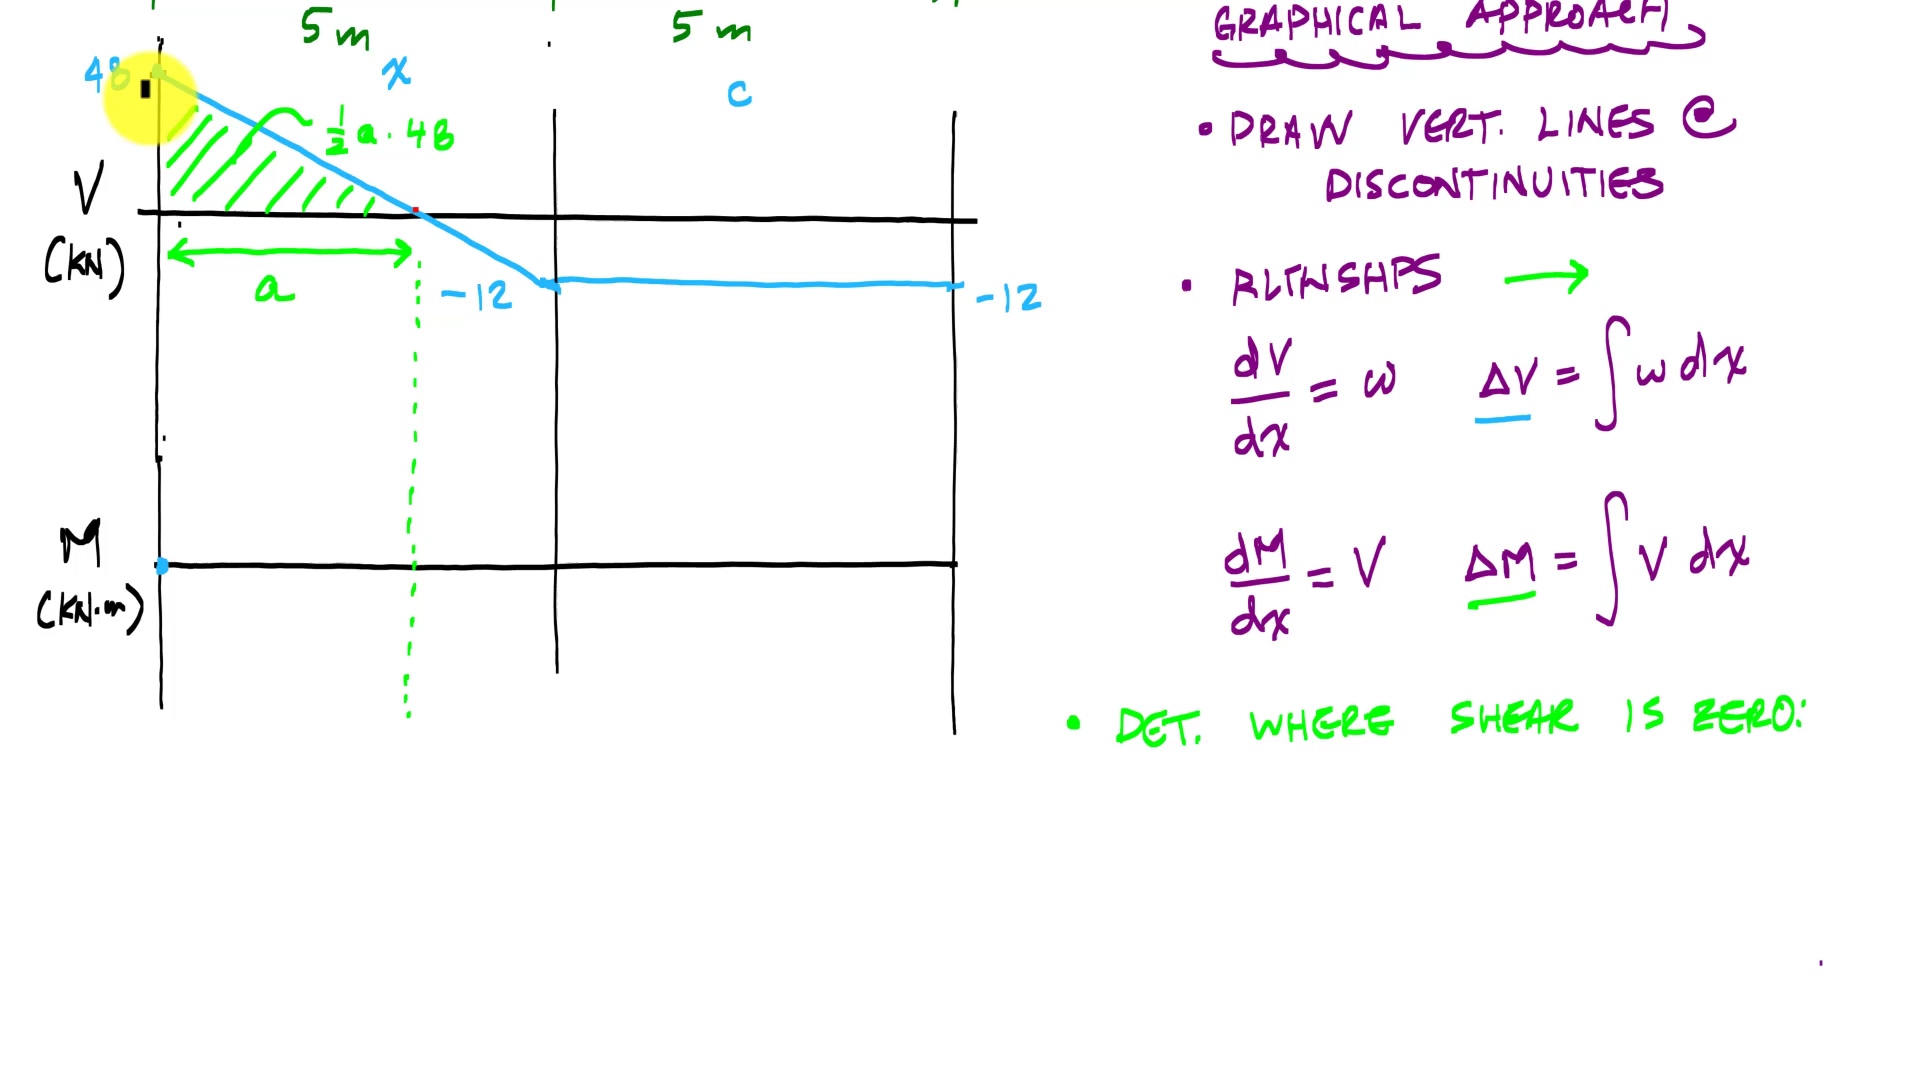 5 m
5 m
48
x
c
½ a · 48
V
(KN)
a
-12
-12
M
(KN·m)
GRAPHICAL APPROACH
• DRAW VERT. LINES @
DISCONTINUITIES
• RLTNSHPS →
dV/dx = ω ΔV = ∫ ω dx
dM/dx = V ΔM = ∫ V dx
• DET. WHERE SHEAR IS ZERO: